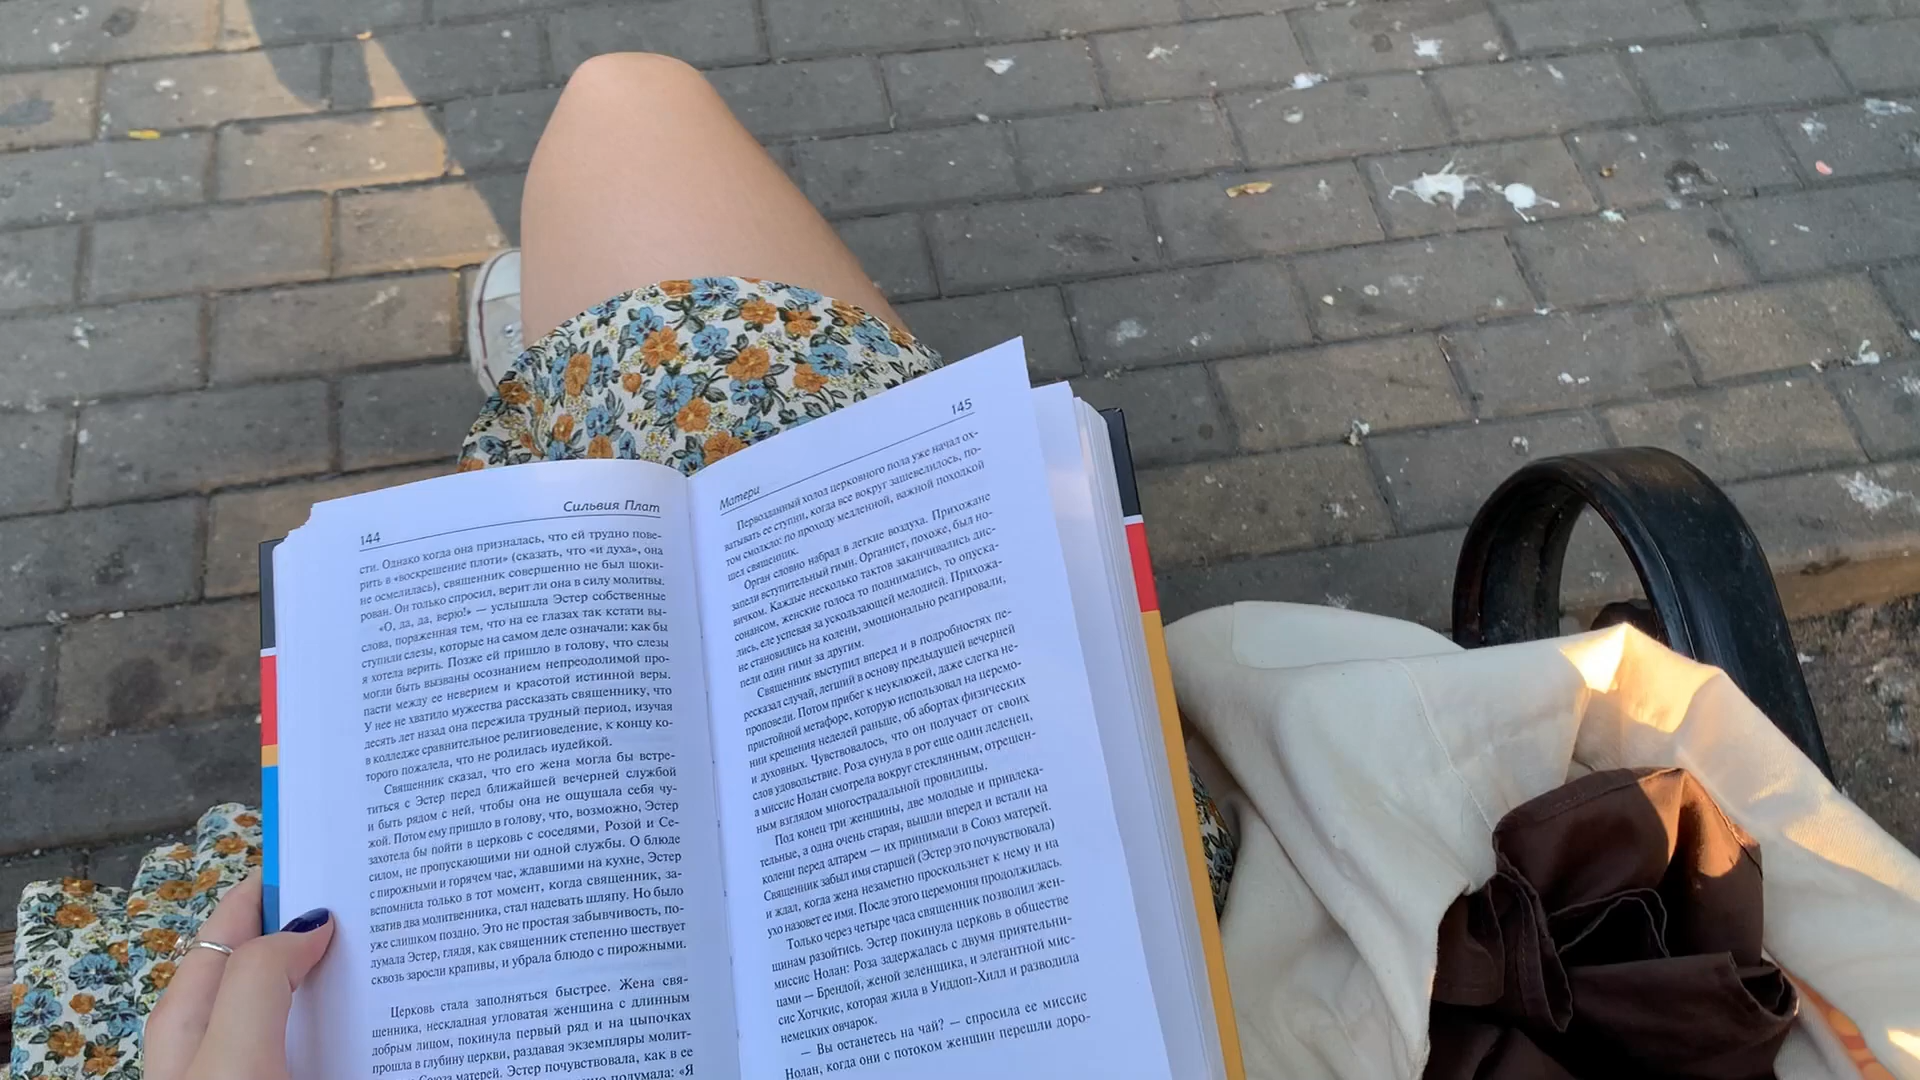 144
Сильвия Плат
сти. Однако когда она призналась, что ей трудно пове-
рить в «воскрешение плоти» (сказать, что «и духа», она
не осмелилась), священник совершенно не был шоки-
рован. Он только спросил, верит ли она в силу молитвы.
«О, да, да, верю!» — услышала Эстер собственные
слова, пораженная тем, что на ее глазах так кстати вы-
ступили слезы, которые на самом деле означали: как бы
я хотела верить. Позже ей пришло в голову, что слезы
могли быть вызваны осознанием непреодолимой про-
пасти между ее неверием и красотой истинной веры.
У нее не хватило мужества рассказать священнику, что
десять лет назад она пережила трудный период, изучая
в колледже сравнительное религиоведение, к концу ко-
торого пожалела, что не родилась иудейкой.
Священник сказал, что его жена могла бы встре-
титься с Эстер перед ближайшей вечерней службой
и быть рядом с ней, чтобы она не ощущала себя чу-
жой. Потом ему пришло в голову, что, возможно, Эстер
захотела бы пойти в церковь с соседями, Розой и Се-
силом, не пропускающими ни одной службы. О блюде
с пирожными и горячем чае, ждавшими на кухне, Эстер
вспомнила только в тот момент, когда священник, за-
хватив два молитвенника, стал надевать шляпу. Но было
уже слишком поздно. Это не простая забывчивость, по-
думала Эстер, глядя, как священник степенно шествует
сквозь заросли крапивы, и убрала блюдо с пирожными.
Церковь стала заполняться быстрее. Жена свя-
щенника, нескладная угловатая женщина с длинным
добрым лицом, покинула первый ряд и на цыпочках
прошла в глубину церкви, раздавая экземпляры молит-
Союза матерей. Эстер почувствовала, как в ее
подумала: «Я
Матери
145
Первозданный холод церковного пола уже начал ох-
ватывать ее ступни, когда все вокруг зашевелилось, по-
том смолкло: по проходу медленной, важной походкой
шел священник.
Орган словно набрал в легкие воздуха. Прихожане
запели вступительный гимн. Органист, похоже, был но-
вичком. Каждые несколько тактов заканчивались дис-
сонансом, женские голоса то поднимались, то опуска-
лись, еле успевая за ускользающей мелодией. Прихожа-
не становились на колени, эмоционально реагировали,
пели один гимн за другим.
Священник выступил вперед и в подробностях пе-
ресказал случай, легший в основу предыдущей вечерней
проповеди. Потом прибег к неуклюжей, даже слегка не-
пристойной метафоре, которую использовал на церемо-
нии крещения неделей раньше, об абортах физических
и духовных. Чувствовалось, что он получает от своих
слов удовольствие. Роза сунула в рот еще один леденец,
а миссис Нолан смотрела вокруг стеклянным, отрешен-
ным взглядом многострадальной провидицы.
Под конец три женщины, две молодые и привлека-
тельные, а одна очень старая, вышли вперед и встали на
колени перед алтарем — их принимали в Союз матерей.
Священник забыл имя старшей (Эстер это почувствовала)
и ждал, когда жена незаметно проскользнет к нему и на
ухо назовет ее имя. После этого церемония продолжилась.
Только через четыре часа священник позволил жен-
щинам разойтись. Эстер покинула церковь в обществе
миссис Нолан: Роза задержалась с двумя приятельни-
цами — Брендой, женой зеленщика, и элегантной мис-
сис Хотчкис, которая жила в Уиддоп-Хилл и разводила
немецких овчарок.
— Вы останетесь на чай? — спросила ее миссис
Нолан, когда они с потоком женщин перешли доро-